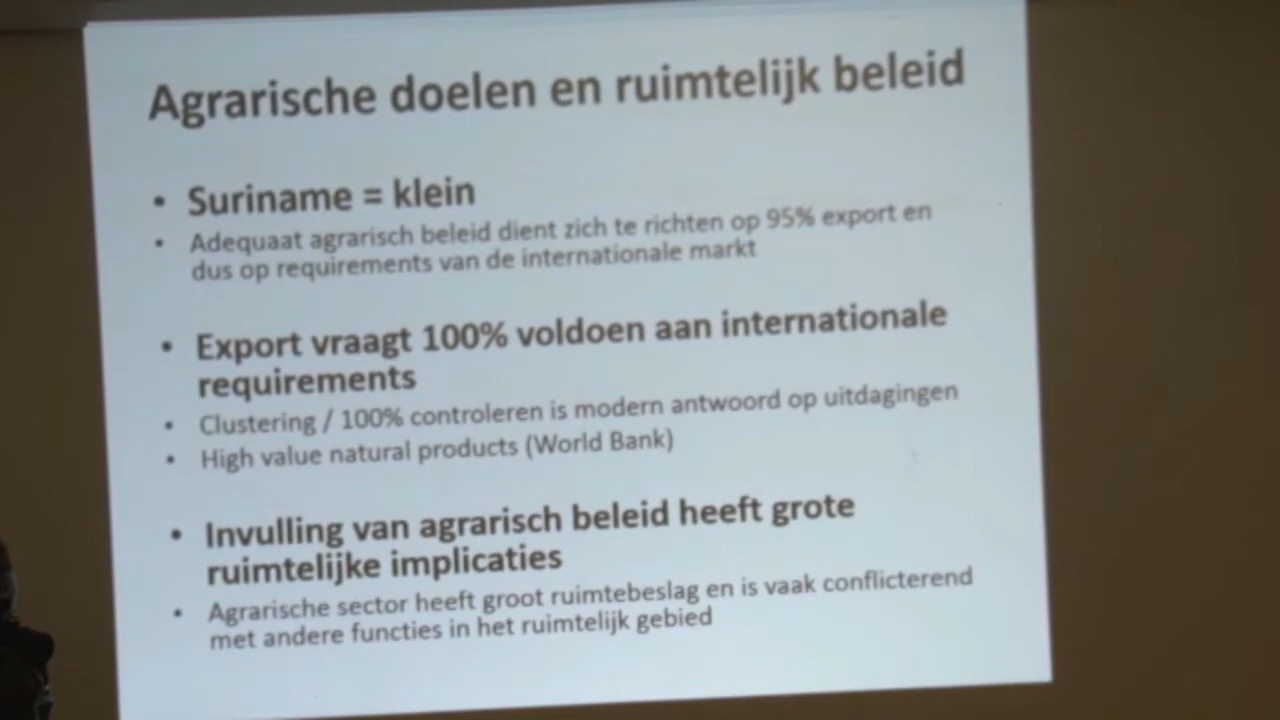 Agrarische doelen en ruimtelijk beleid
• Suriname = klein
• Adequaat agrarisch beleid dient zich te richten op 95% export en
dus op requirements van de internationale markt
• Export vraagt 100% voldoen aan internationale
requirements
• Clustering / 100% controleren is modern antwoord op uitdagingen
• High value natural products (World Bank)
• Invulling van agrarisch beleid heeft grote
ruimtelijke implicaties
• Agrarische sector heeft groot ruimtebeslag en is vaak conflicterend
met andere functies in het ruimtelijk gebied